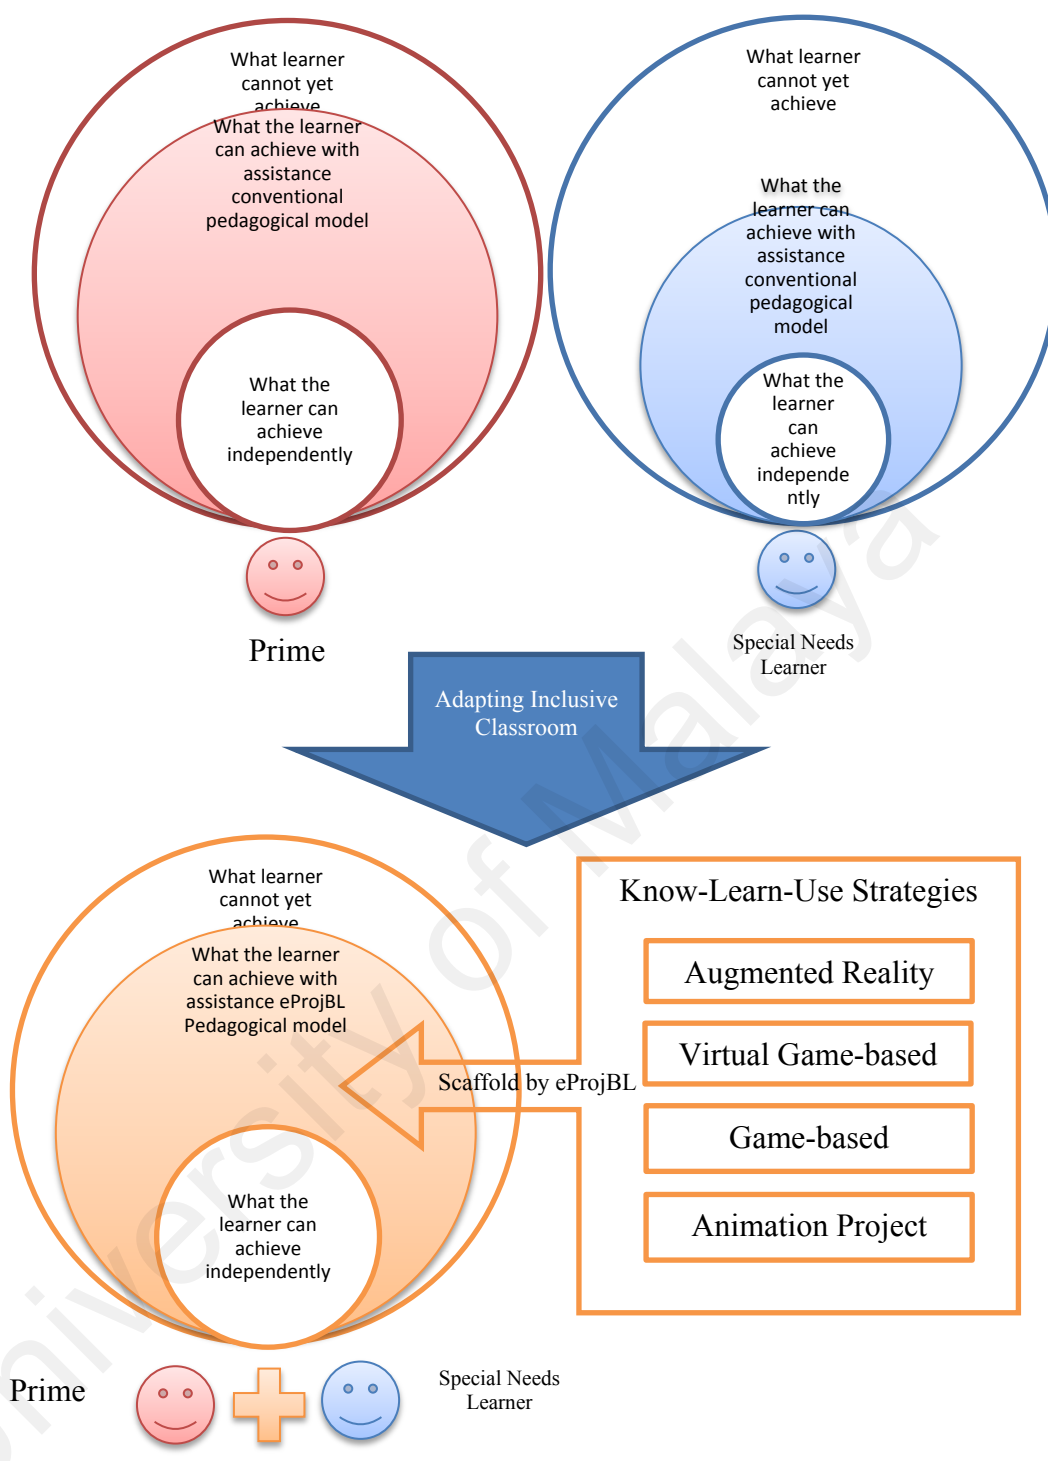 What learner
cannot yet
achieve
What the learner
can achieve with
assistance
conventional
pedagogical model
What the
learner can
achieve
independently
Prime
What learner
cannot yet
achieve
What the
learner can
achieve with
assistance
conventional
pedagogical
model
What the
learner
can
achieve
independe
ntly
Special Needs
Learner
Adapting Inclusive
Classroom
What learner
cannot yet
achieve
What the learner
can achieve with
assistance eProjBL
Pedagogical model
What the
learner can
achieve
independently
Scaffold by eProjBL
Know-Learn-Use Strategies
Augmented Reality
Virtual Game-based
Game-based
Animation Project
Prime
Special Needs
Learner
University of Malaya